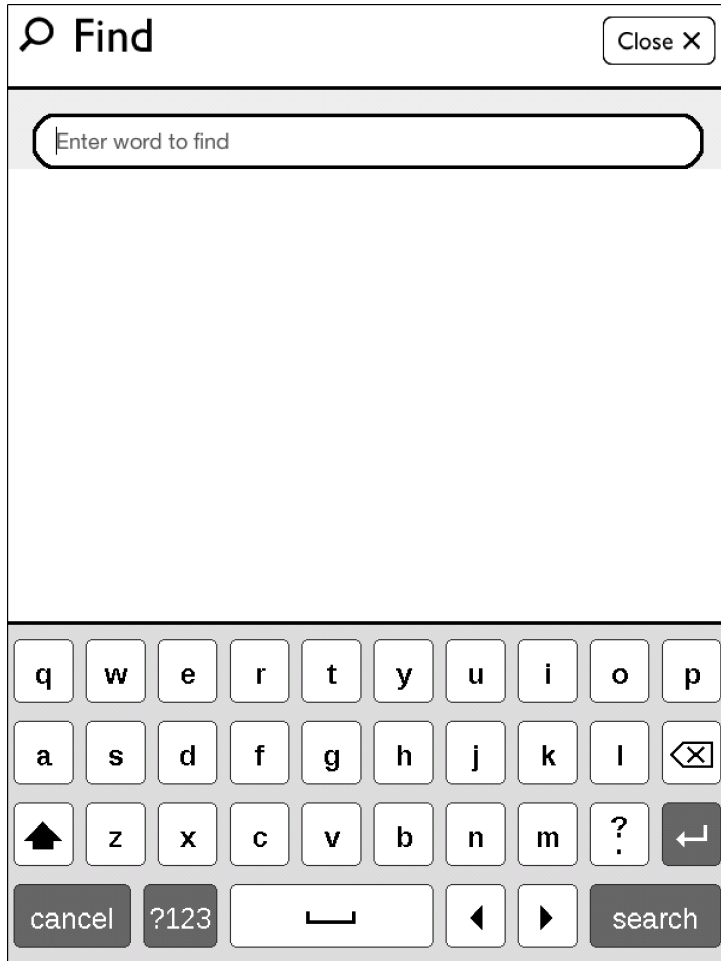 Find
Close X
Enter word to find
q w e r t y u i o p
a s d f g h j k l
z x c v b n m ? .
cancel ?123 search